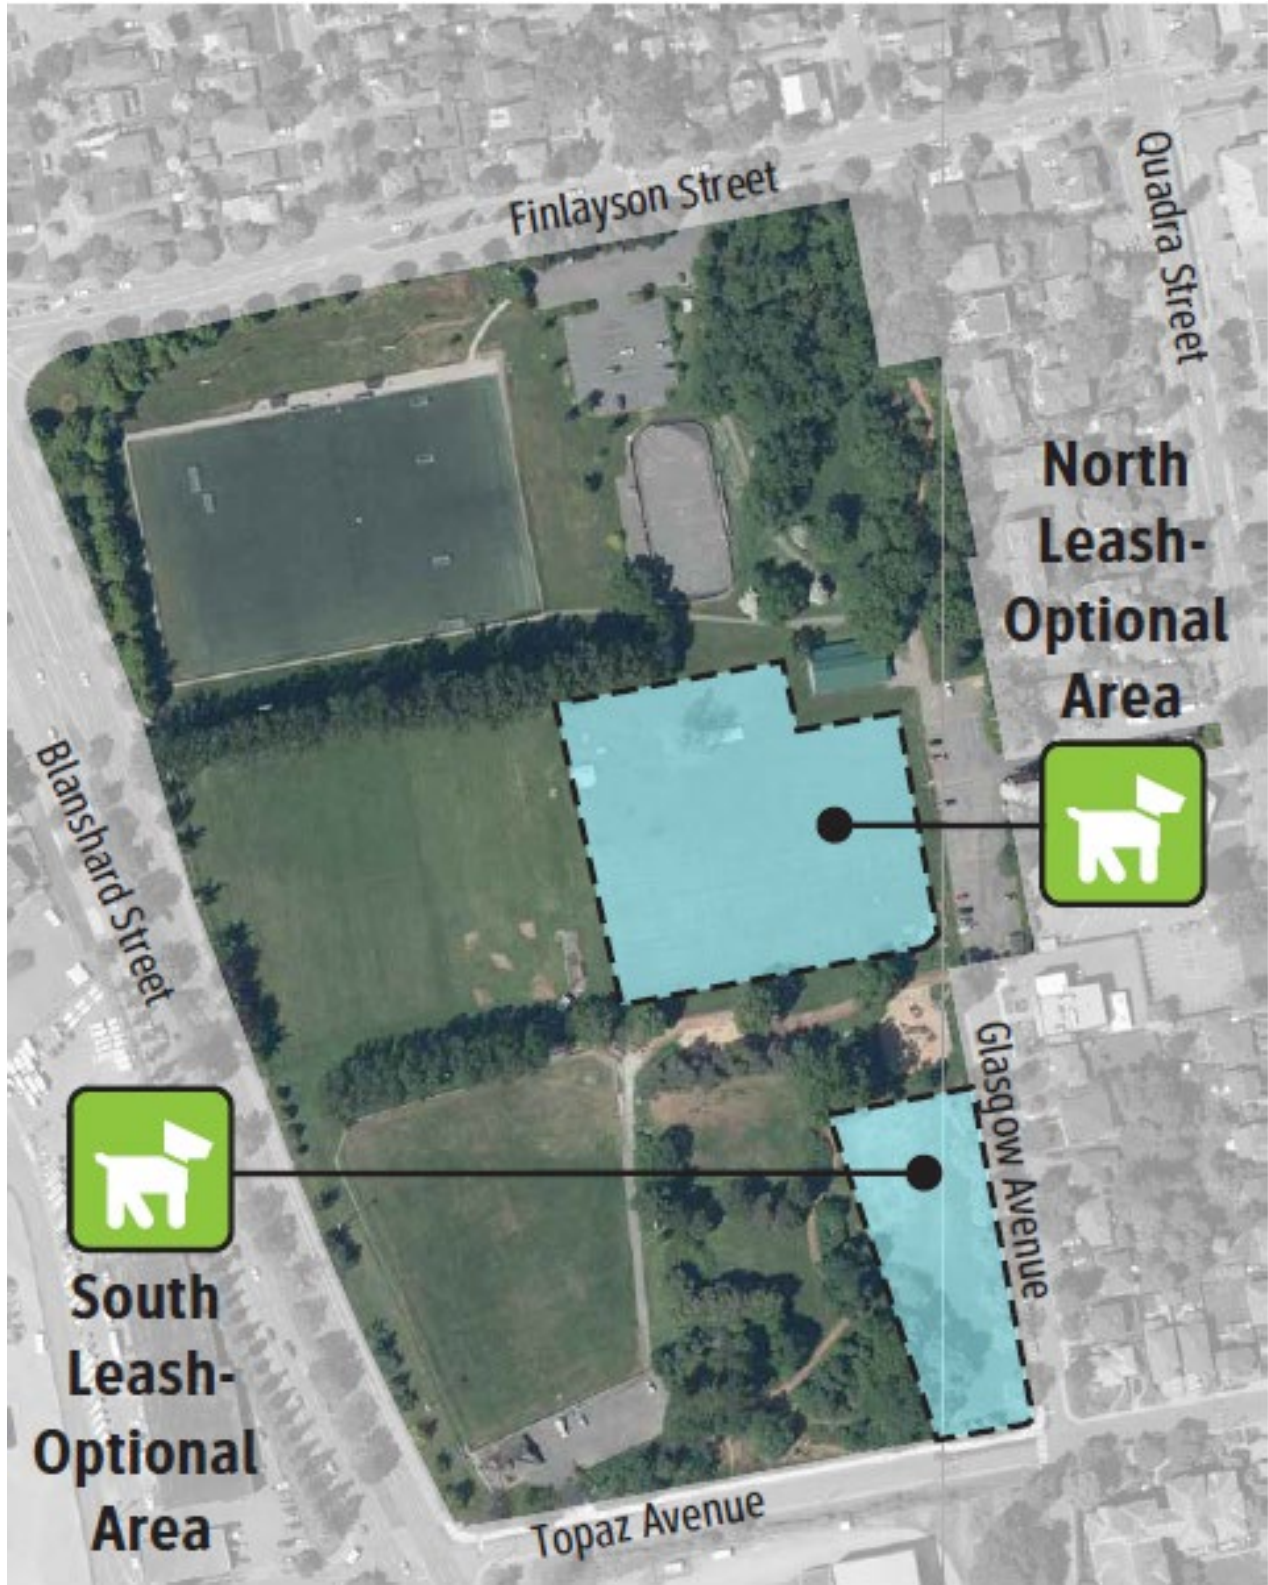 Finlayson Street
Quadra Street
North
Leash-
Optional
Area
Blanshard Street
Glasgow Avenue
South
Leash-
Optional
Area
Topaz Avenue